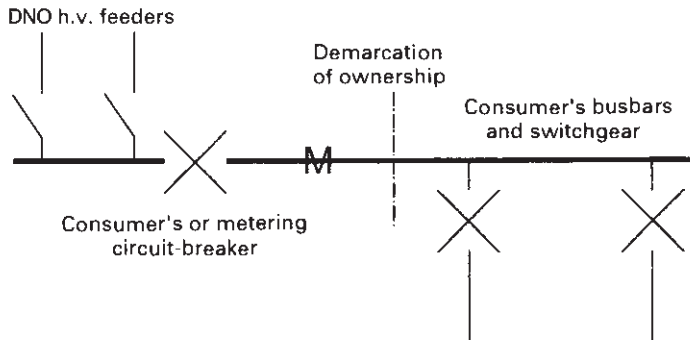 DNO h.v. feeders
Demarcation
of ownership
Consumer's busbars
and switchgear
M
Consumer's or metering
circuit-breaker